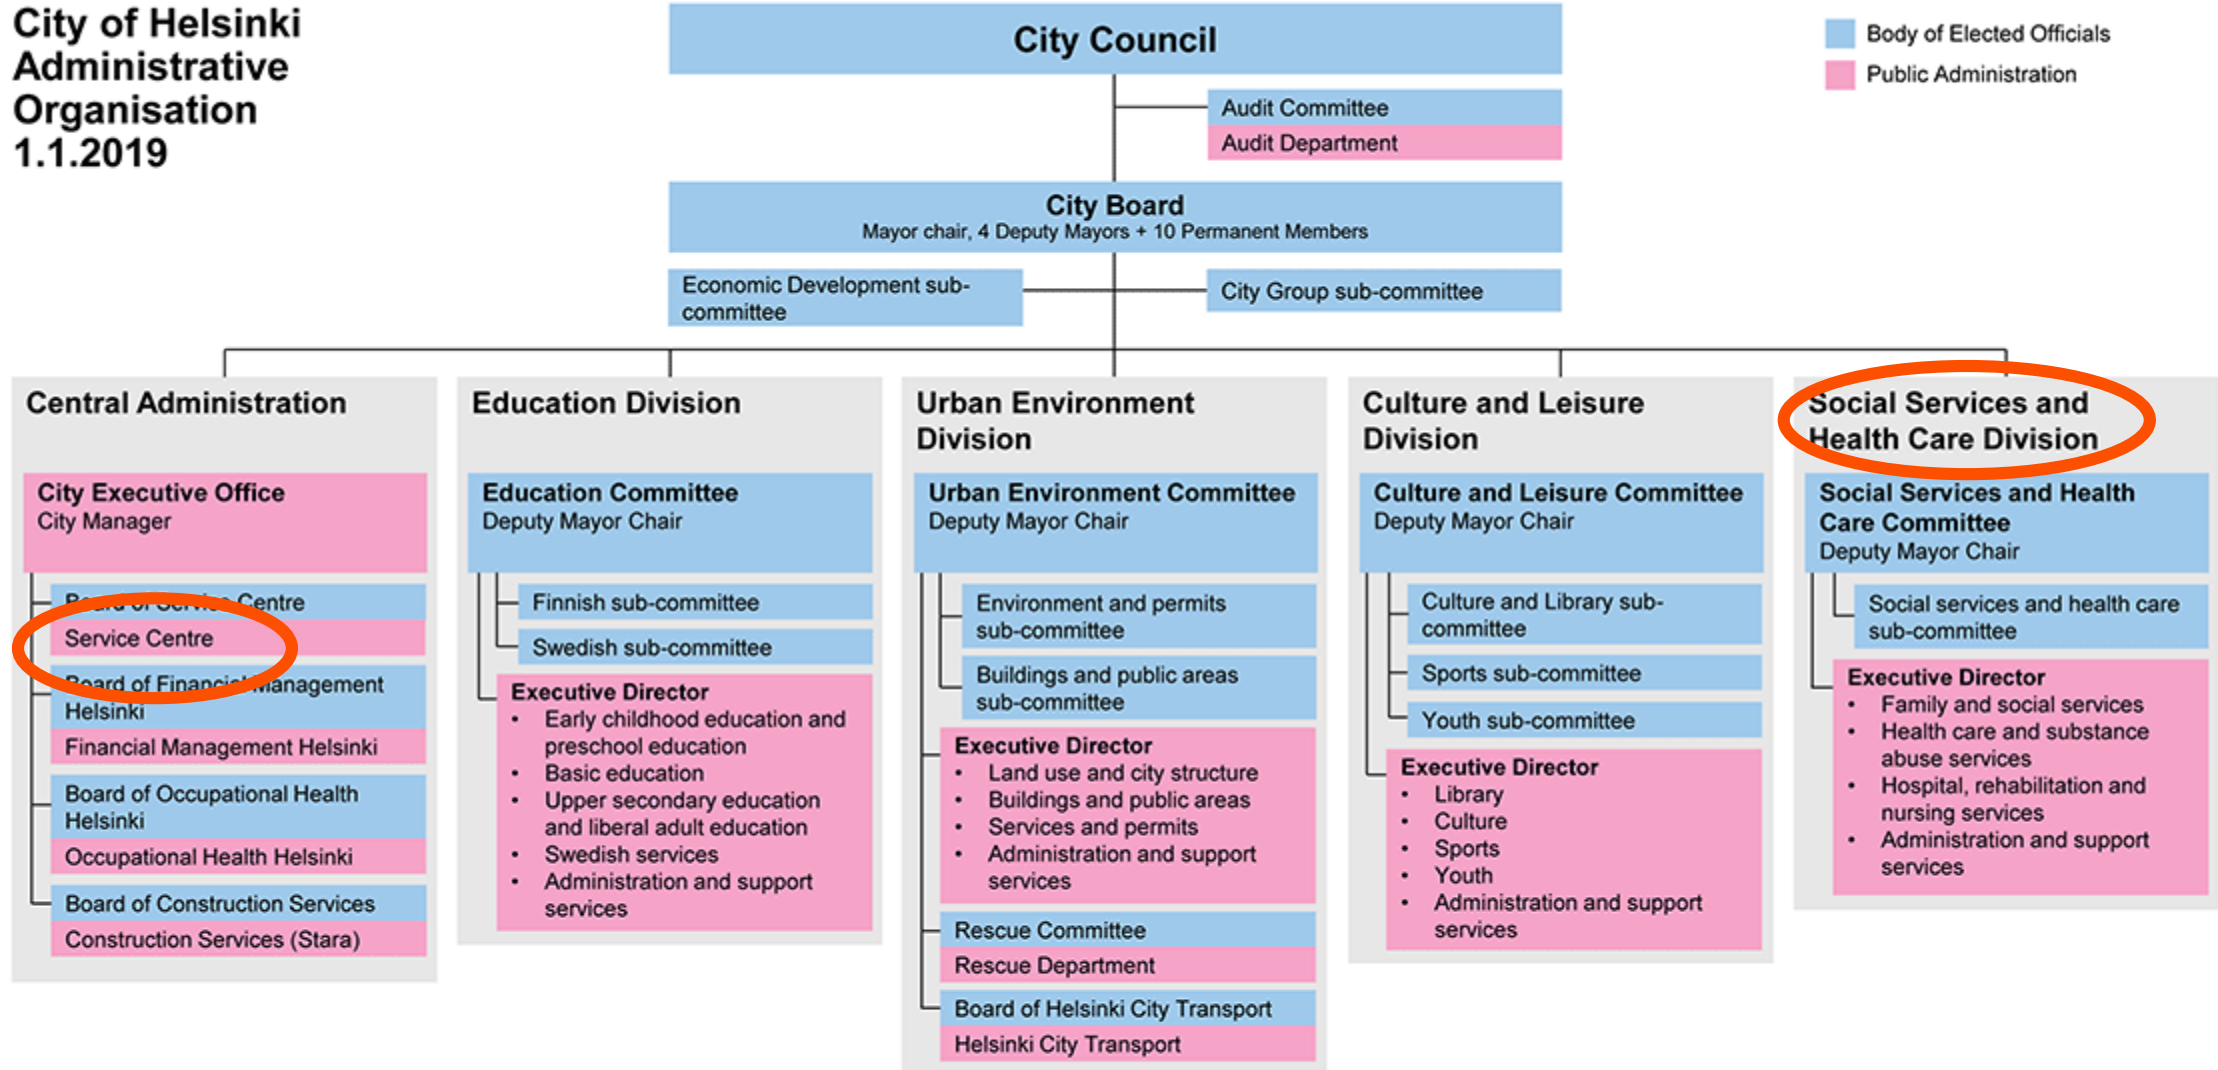 City of Helsinki
Administrative
Organisation
1.1.2019
City Council
Body of Elected Officials
Public Administration
Audit Committee
Audit Department
City Board
Mayor chair, 4 Deputy Mayors + 10 Permanent Members
Economic Development sub-
committee
City Group sub-committee
Central Administration
City Executive Office
City Manager
Board of Service Centre
Service Centre
Board of Financial Management
Helsinki
Financial Management Helsinki
Board of Occupational Health
Helsinki
Occupational Health Helsinki
Board of Construction Services
Construction Services (Stara)
Education Division
Education Committee
Deputy Mayor Chair
Finnish sub-committee
Swedish sub-committee
Executive Director
• Early childhood education and
preschool education
• Basic education
• Upper secondary education
and liberal adult education
• Swedish services
• Administration and support
services
Urban Environment
Division
Urban Environment Committee
Deputy Mayor Chair
Environment and permits
sub-committee
Buildings and public areas
sub-committee
Executive Director
• Land use and city structure
• Buildings and public areas
• Services and permits
• Administration and support
services
Rescue Committee
Rescue Department
Board of Helsinki City Transport
Helsinki City Transport
Culture and Leisure
Division
Culture and Leisure Committee
Deputy Mayor Chair
Culture and Library sub-
committee
Sports sub-committee
Youth sub-committee
Executive Director
• Library
• Culture
• Sports
• Youth
• Administration and support
services
Social Services and
Health Care Division
Social Services and Health
Care Committee
Deputy Mayor Chair
Social services and health care
sub-committee
Executive Director
• Family and social services
• Health care and substance
abuse services
• Hospital, rehabilitation and
nursing services
• Administration and support
services